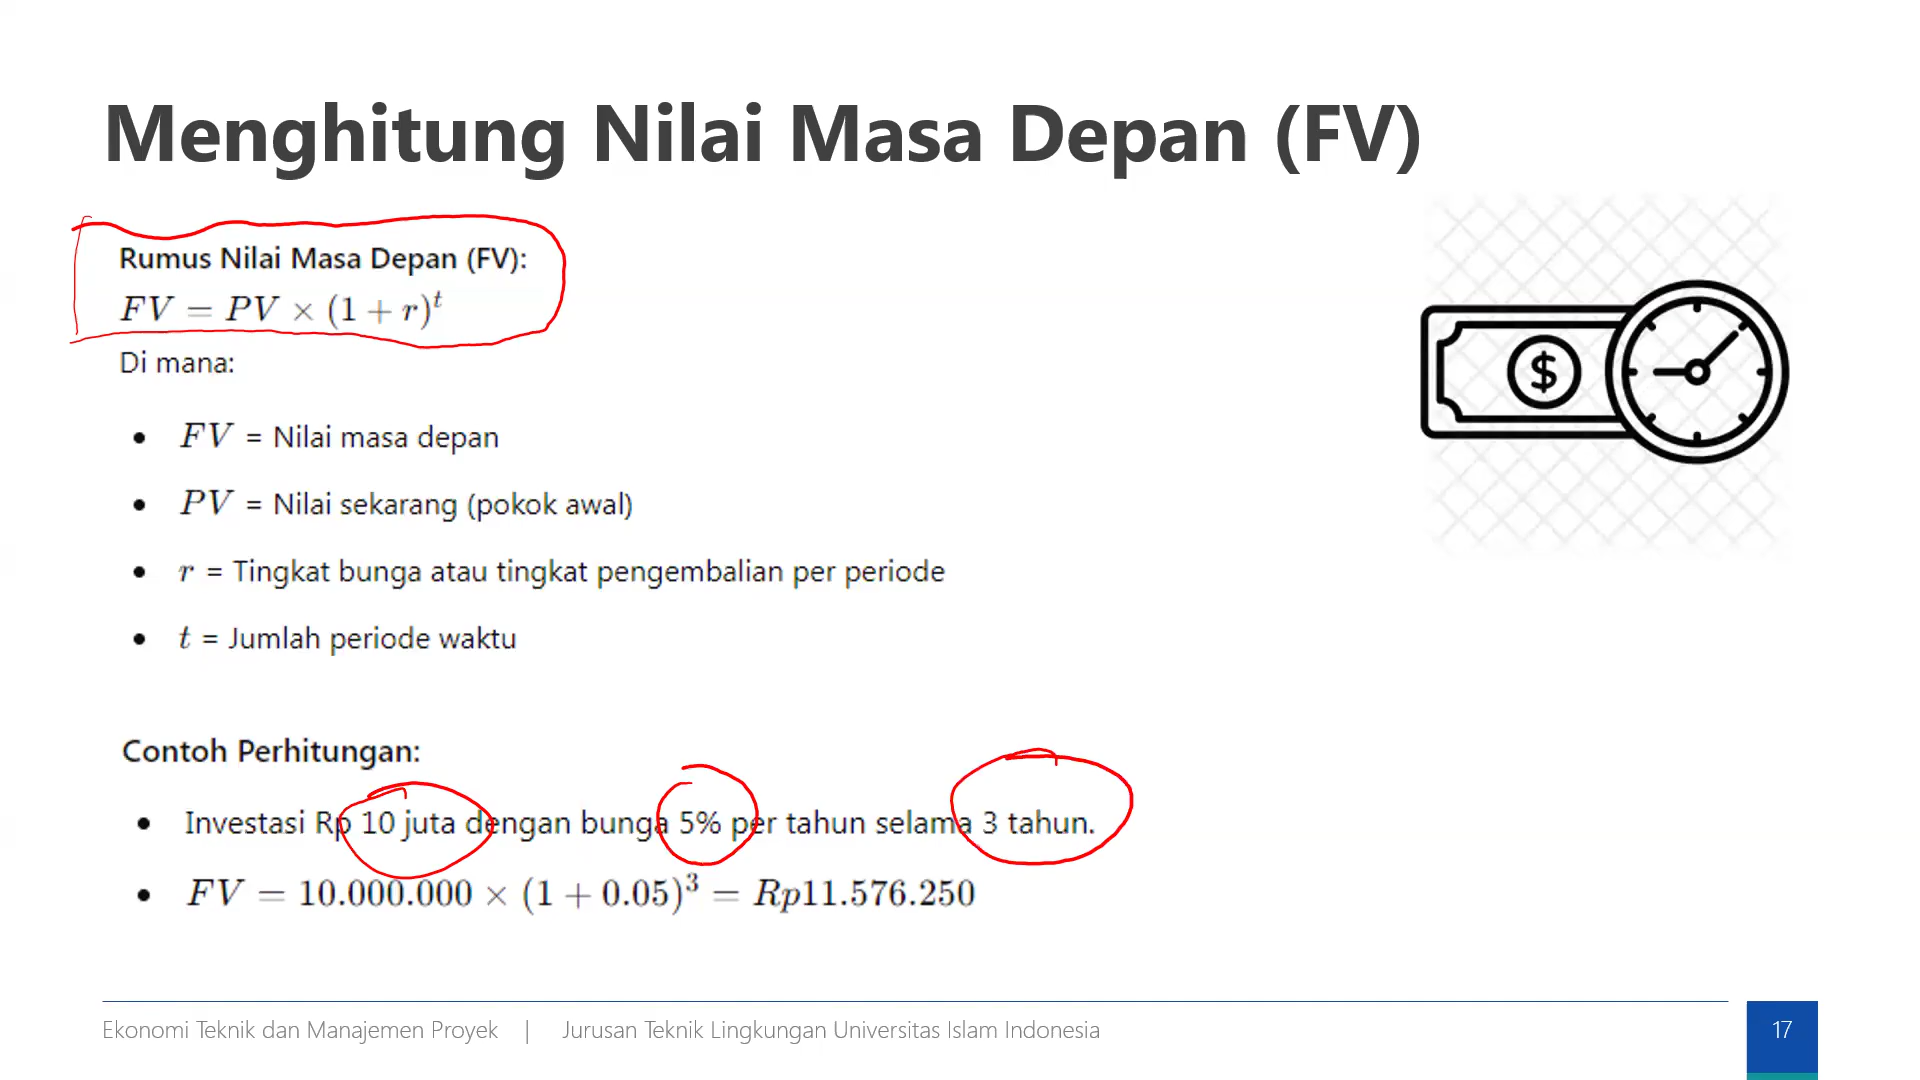 Menghitung Nilai Masa Depan (FV)
Rumus Nilai Masa Depan (FV):
FV = PV × (1 + r)^t
Di mana:
• FV = Nilai masa depan
• PV = Nilai sekarang (pokok awal)
• r = Tingkat bunga atau tingkat pengembalian per periode
• t = Jumlah periode waktu
$
Contoh Perhitungan:
• Investasi Rp 10 juta dengan bunga 5% per tahun selama 3 tahun.
• FV = 10.000.000 × (1 + 0.05)³ = Rp11.576.250
Ekonomi Teknik dan Manajemen Proyek | Jurusan Teknik Lingkungan Universitas Islam Indonesia
17